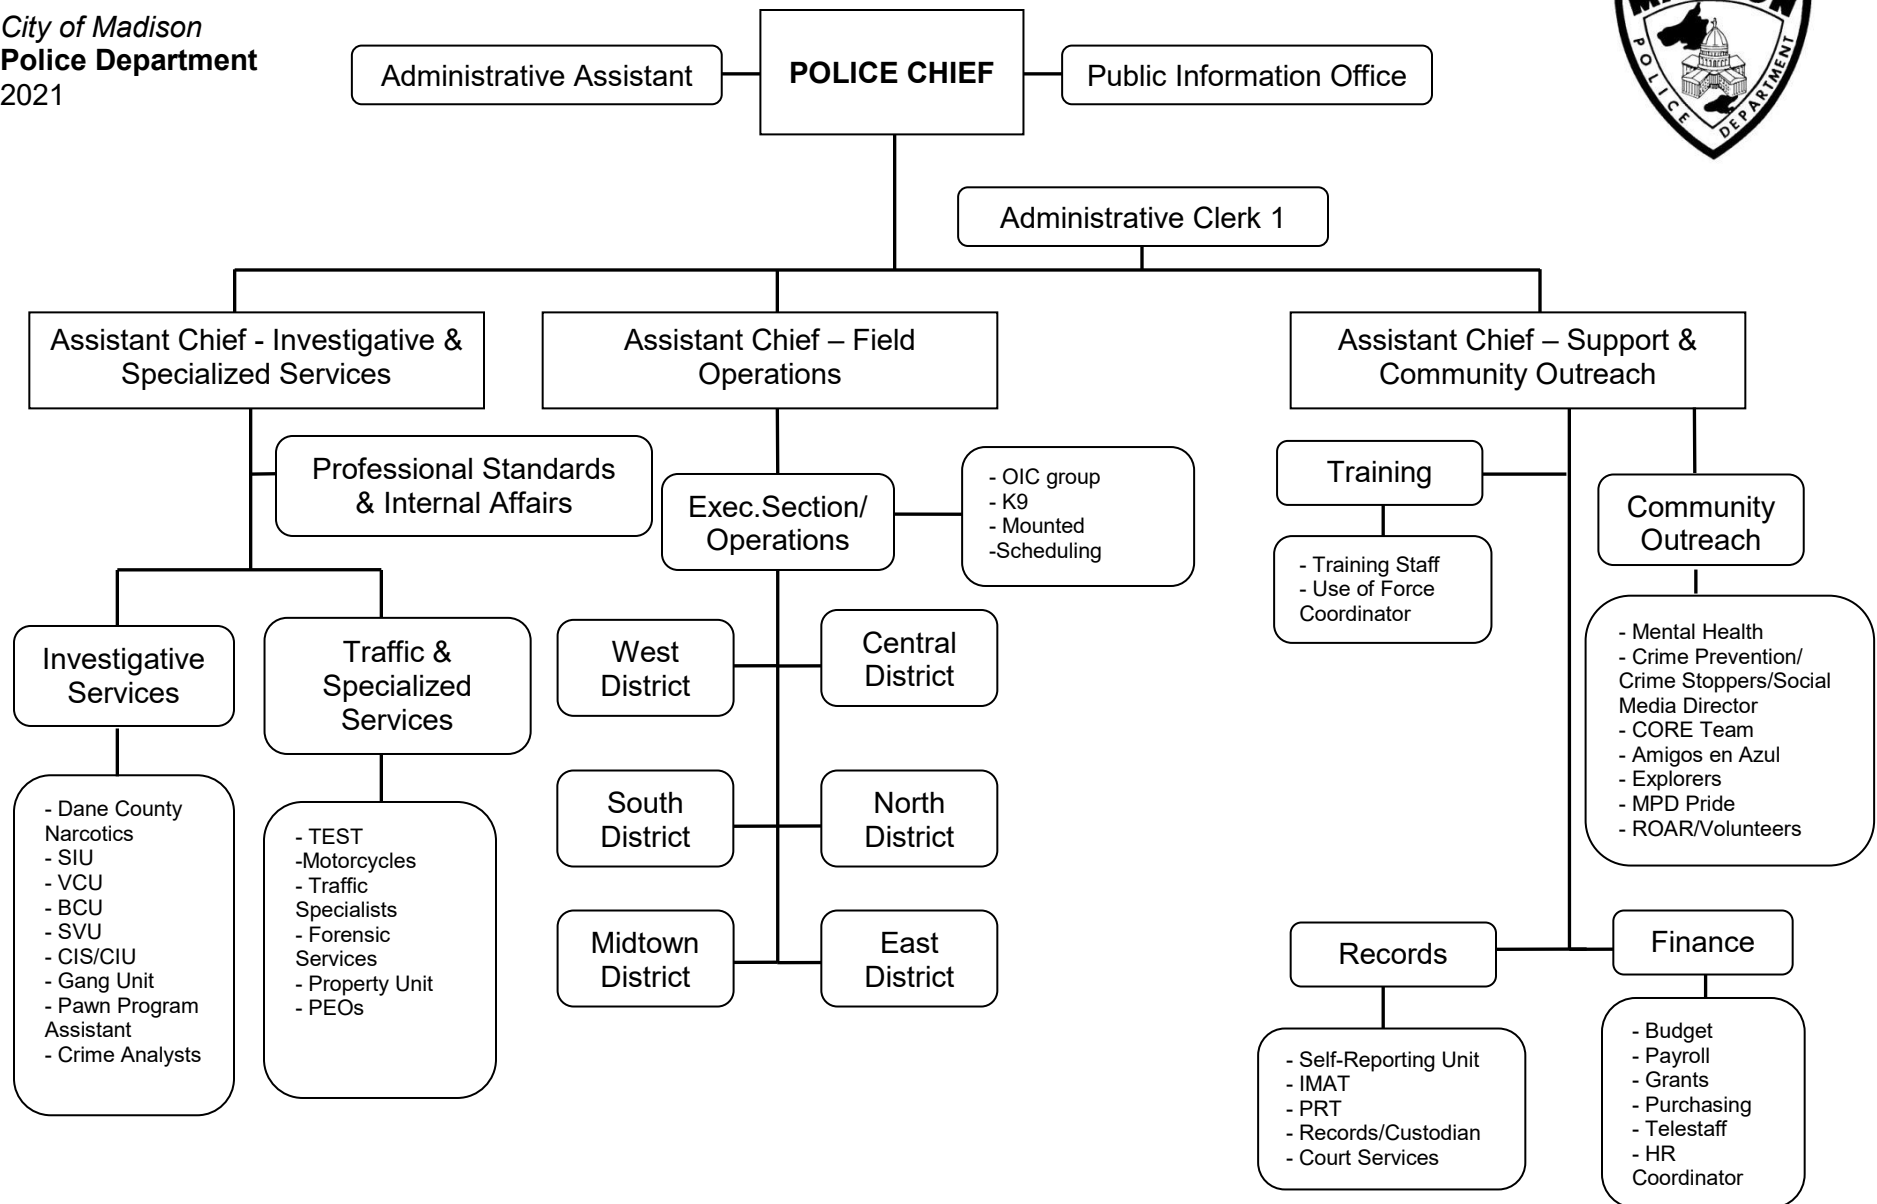 City of Madison
Police Department
2021
Administrative Assistant
POLICE CHIEF
Public Information Office
POLICE DEPARTMENT
Administrative Clerk 1
Assistant Chief - Investigative &
Specialized Services
Assistant Chief – Field
Operations
Assistant Chief – Support &
Community Outreach
Professional Standards
& Internal Affairs
Exec.Section/
Operations
- OIC group
- K9
- Mounted
-Scheduling
Training
- Training Staff
- Use of Force
Coordinator
Community
Outreach
- Mental Health
- Crime Prevention/
Crime Stoppers/Social
Media Director
- CORE Team
- Amigos en Azul
- Explorers
- MPD Pride
- ROAR/Volunteers
Investigative
Services
Traffic &
Specialized
Services
West
District
Central
District
South
District
North
District
Midtown
District
East
District
- Dane County
Narcotics
- SIU
- VCU
- BCU
- SVU
- CIS/CIU
- Gang Unit
- Pawn Program
Assistant
- Crime Analysts
- TEST
-Motorcycles
- Traffic
Specialists
- Forensic
Services
- Property Unit
- PEOs
Records
Finance
- Self-Reporting Unit
- IMAT
- PRT
- Records/Custodian
- Court Services
- Budget
- Payroll
- Grants
- Purchasing
- Telestaff
- HR
Coordinator